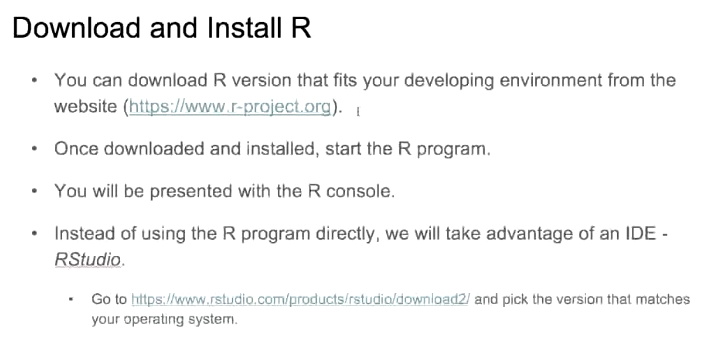 Download and Install R
• You can download R version that fits your developing environment from the
website (https://www.r-project.org).
• Once downloaded and installed, start the R program.
• You will be presented with the R console.
• Instead of using the R program directly, we will take advantage of an IDE -
RStudio.
• Go to https://www.rstudio.com/products/rstudio/download2/ and pick the version that matches
your operating system.